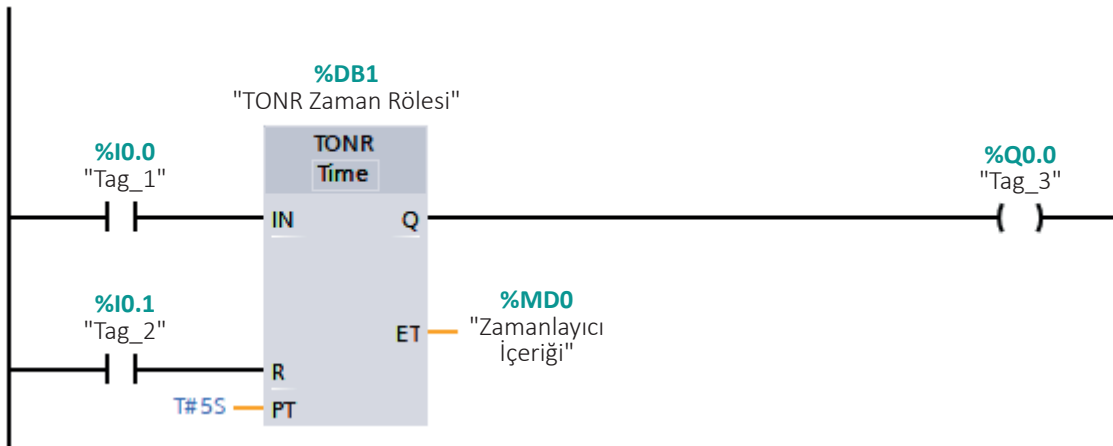 %DB1
"TONR Zaman Rölesi"
TONR
Time
%I0.0
"Tag_1"
IN
Q
%Q0.0
"Tag_3"
%I0.1
"Tag_2"
R
ET
%MD0
"Zamanlayıcı
İçeriği"
T#5S
PT